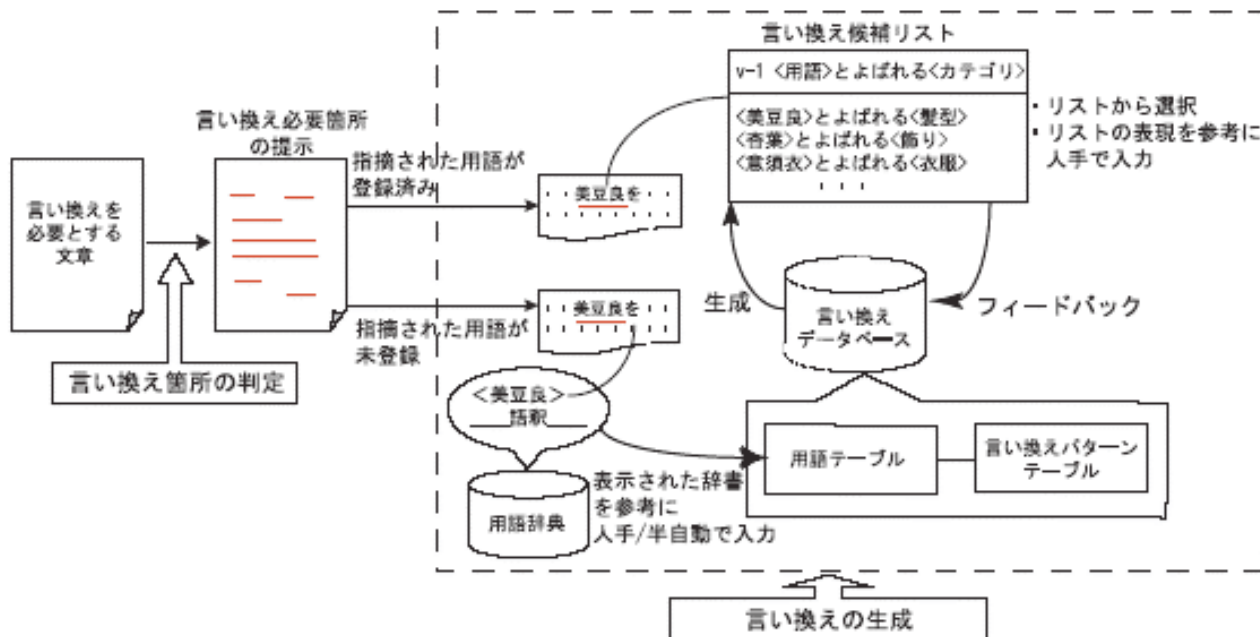 言い換えを
必要とする
文章
言い換え箇所の判定
言い換え必要箇所
の提示
指摘された用語が
登録済み
指摘された用語が
未登録
美豆良を
美豆良を
<美豆良>
語釈
用語辞典
表示された辞書
を参考に
人手/半自動で入力
言い換え候補リスト
v-1 <用語>とよばれる<カテゴリ>
<美豆良>とよばれる<髪型>
<杏葉>とよばれる<飾り>
<意須衣>とよばれる<衣服>
・・・
・リストから選択
・リストの表現を参考に
人手で入力
生成
フィードバック
言い換え
データベース
用語テーブル
言い換えパターン
テーブル
言い換えの生成